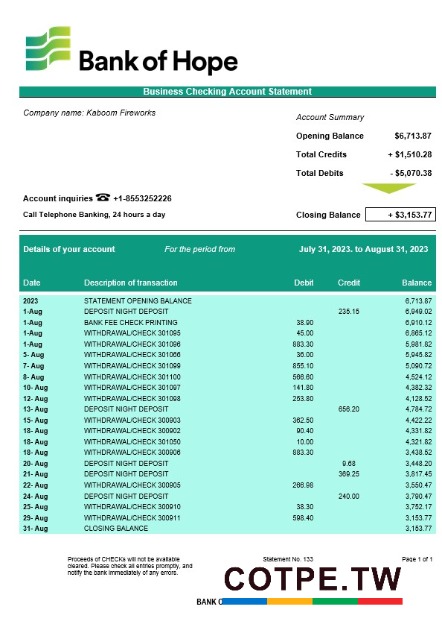 Bank of Hope
Business Checking Account Statement
Company name: Kaboom Fireworks
Account Summary
Opening Balance $6,713.87
Total Credits + $1,510.28
Total Debits - $5,070.38
Account inquiries ☎ +1-8553252226
Call Telephone Banking, 24 hours a day
Closing Balance + $3,153.77
Details of your account For the period from July 31, 2023. to August 31, 2023
Date Description of transaction Debit Credit Balance
2023 STATEMENT OPENING BALANCE 6,713.87
1-Aug DEPOSIT NIGHT DEPOSIT 235.15 6,949.02
1-Aug BANK FEE CHECK PRINTING 38.90 6,910.12
1-Aug WITHDRAWAL/CHECK 301095 45.00 6,865.12
1-Aug WITHDRAWAL/CHECK 301096 883.30 5,981.82
5- Aug WITHDRAWAL/CHECK 301066 36.00 5,945.82
7- Aug WITHDRAWAL/CHECK 301099 855.10 5,090.72
8- Aug WITHDRAWAL/CHECK 301100 566.60 4,524.12
10- Aug WITHDRAWAL/CHECK 301097 141.80 4,382.32
12- Aug WITHDRAWAL/CHECK 301098 253.80 4,128.52
13- Aug DEPOSIT NIGHT DEPOSIT 656.20 4,784.72
15- Aug WITHDRAWAL/CHECK 300903 362.50 4,422.22
18- Aug WITHDRAWAL/CHECK 300902 90.40 4,331.82
18- Aug WITHDRAWAL/CHECK 301050 10.00 4,321.82
18- Aug WITHDRAWAL/CHECK 300906 883.30 3,438.52
20- Aug DEPOSIT NIGHT DEPOSIT 9.68 3,448.20
21- Aug DEPOSIT NIGHT DEPOSIT 369.25 3,817.45
22- Aug WITHDRAWAL/CHECK 300905 266.98 3,550.47
24- Aug DEPOSIT NIGHT DEPOSIT 240.00 3,790.47
25- Aug WITHDRAWAL/CHECK 300910 38.30 3,752.17
29- Aug WITHDRAWAL/CHECK 300911 598.40 3,153.77
31- Aug CLOSING BALANCE 3,153.77
Proceeds of CHECKs will not be available
cleared. Please check all entries promptly, and
notify the bank immediately of any errors.
Statement No. 133
Page 1 of 1
COTPE.TW
BANK